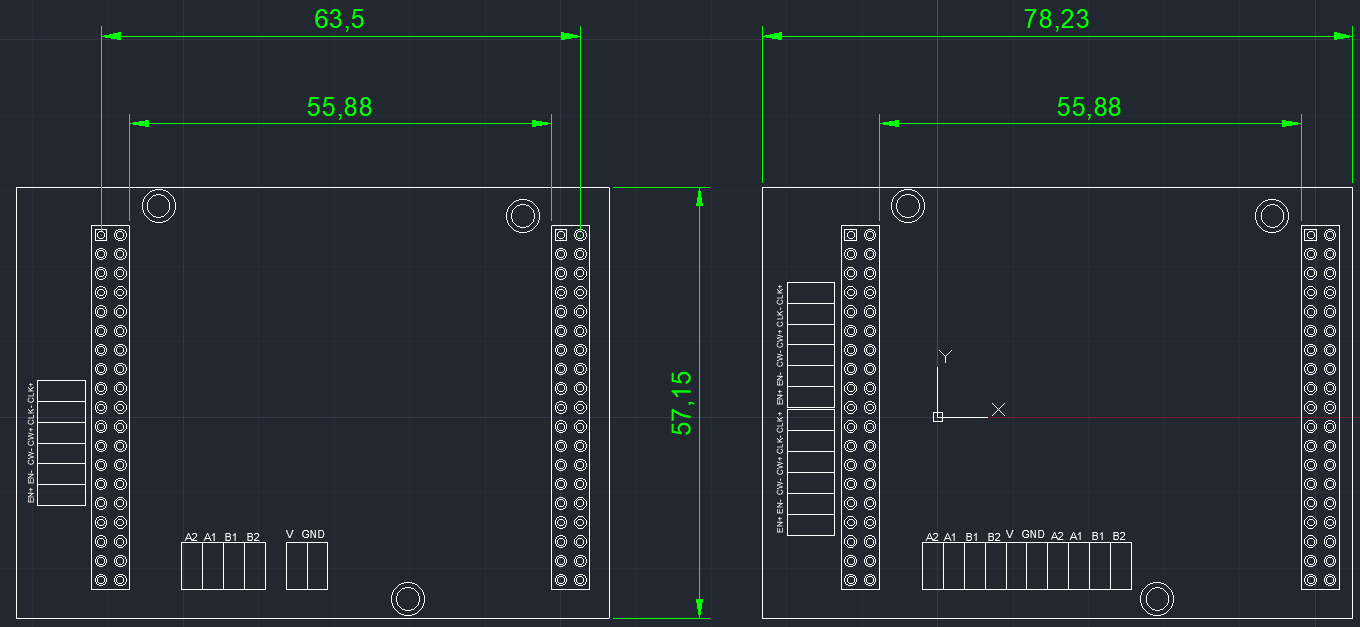 63,5
78,23
55,88
55,88
57,15
EN+ EN- CW- CW+ CLK- CLK+
A2 A1 B1 B2
V GND
EN+ EN- CW- CW+ CLK- CLK+
EN+ EN- CW- CW+ CLK- CLK+
Y
X
A2 A1 B1 B2 V GND A2 A1 B1 B2